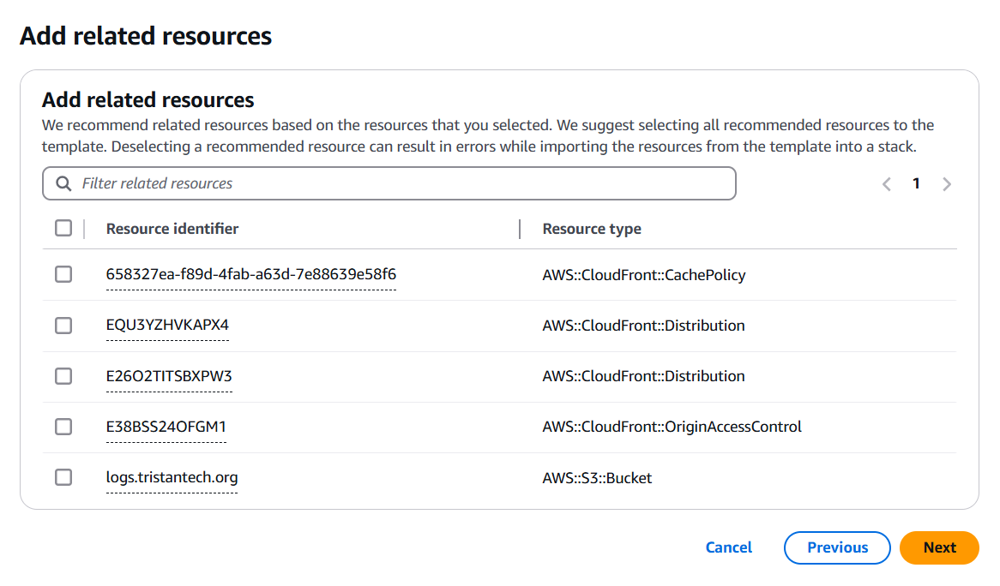 Add related resources
Add related resources
We recommend related resources based on the resources that you selected. We suggest selecting all recommended resources to the
template. Deselecting a recommended resource can result in errors while importing the resources from the template into a stack.
Filter related resources
1
Resource identifier Resource type
658327ea-f89d-4fab-a63d-7e88639e58f6 AWS::CloudFront::CachePolicy
EQU3YZHVKAPX4 AWS::CloudFront::Distribution
E26O2TITSBXPW3 AWS::CloudFront::Distribution
E38BSS24OFGM1 AWS::CloudFront::OriginAccessControl
logs.tristantech.org AWS::S3::Bucket
Cancel Previous Next